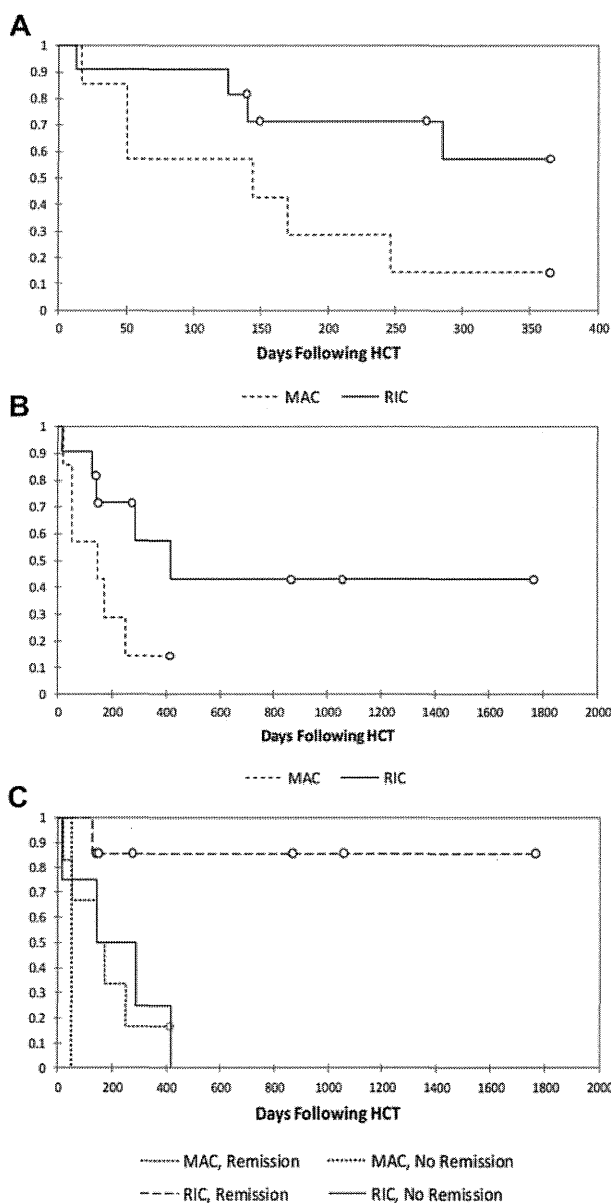 A
1
0.9
0.8
0.7
0.6
0.5
0.4
0.3
0.2
0.1
0
0 50 100 150 200 250 300 350 400
Days Following HCT
MAC RIC
B
1
0.9
0.8
0.7
0.6
0.5
0.4
0.3
0.2
0.1
0
0 200 400 600 800 1000 1200 1400 1600 1800 2000
Days Following HCT
MAC RIC
C
1
0.9
0.8
0.7
0.6
0.5
0.4
0.3
0.2
0.1
0
0 200 400 600 800 1000 1200 1400 1600 1800 2000
Days Following HCT
MAC, Remission MAC, No Remission
RIC, Remission RIC, No Remission